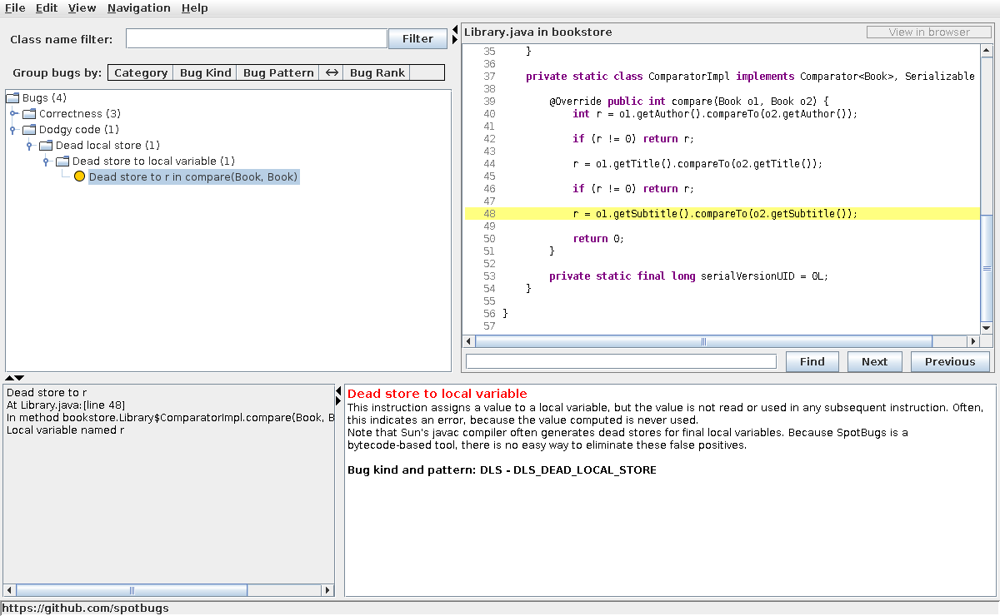 File Edit View Help
Class name filter: Filter
Group bugs by: Category Bug Kind Bug Pattern ↔ Bug Rank
Bugs (4)
Correctness (3)
Dodgy code (1)
Dead local store (1)
Dead store to local variable (1)
Dead store to r in compare(Book, Book)
Library.java in bookstore View in browser
35 }
36
37 private static class ComparatorImpl implements Comparator<Book>, Serializable
38
39 @Override public int compare(Book o1, Book o2) {
40 int r = o1.getAuthor().compareTo(o2.getAuthor());
41
42 if (r != 0) return r;
43
44 r = o1.getTitle().compareTo(o2.getTitle());
45
46 if (r != 0) return r;
47
48 r = o1.getSubtitle().compareTo(o2.getSubtitle());
49
50 return 0;
51 }
52
53 private static final long serialVersionUID = 0L;
54 }
55
56 }
57
Find Next Previous
Dead store to r
At Library.java:[line 48]
In method bookstore.Library$ComparatorImpl.compare(Book, B
Local variable named r
Dead store to local variable
This instruction assigns a value to a local variable, but the value is not read or used in any subsequent instruction. Often,
this indicates an error, because the value computed is never used.
Note that Sun's javac compiler often generates dead stores for final local variables. Because SpotBugs is a
bytecode-based tool, there is no easy way to eliminate these false positives.
Bug kind and pattern: DLS - DLS_DEAD_LOCAL_STORE
https://github.com/spotbugs